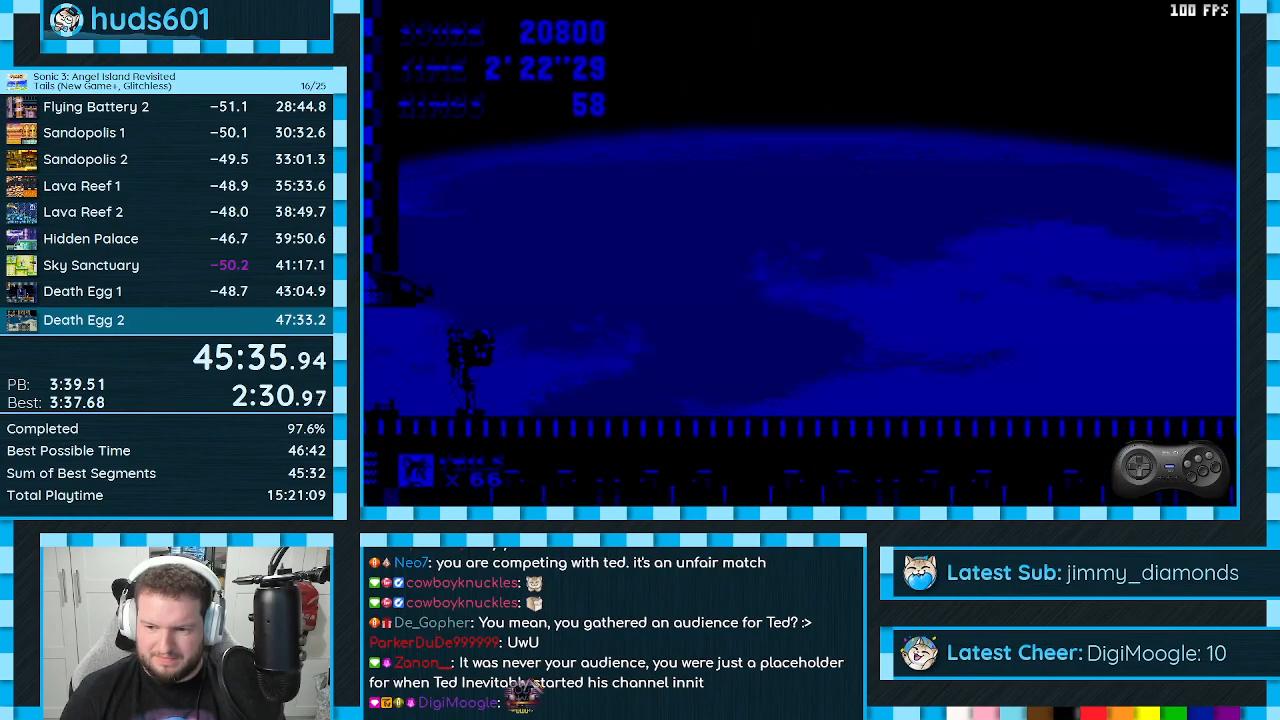 huds601
Sonic 3: Angel Island Revisited
Tails (New Game+, Glitchless)
16/25
Flying Battery 2 −51.1 28:44.8
Sandopolis 1 −50.1 30:32.6
Sandopolis 2 −49.5 33:01.3
Lava Reef 1 −48.9 35:33.6
Lava Reef 2 −48.0 38:49.7
Hidden Palace −46.7 39:50.6
Sky Sanctuary −50.2 41:17.1
Death Egg 1 −48.7 43:04.9
Death Egg 2 47:33.2
45:35.94
PB: 3:39.51
Best: 3:37.68
2:30.97
Completed 97.6%
Best Possible Time 46:42
Sum of Best Segments 45:32
Total Playtime 15:21:09
100 FPS
SCORE 20800
TIME 2'22"29
RINGS 58
× 66
Neo7: you are competing with ted. it's an unfair match
cowboyknuckles:
cowboyknuckles:
De_Gopher: You mean, you gathered an audience for Ted? :>
ParkerDuDe999999: UwU
Zanon__: It was never your audience, you were just a placeholder
for when Ted Inevitably started his channel innit
DigiMoogle:
Latest Sub: jimmy_diamonds
Latest Cheer: DigiMoogle: 10